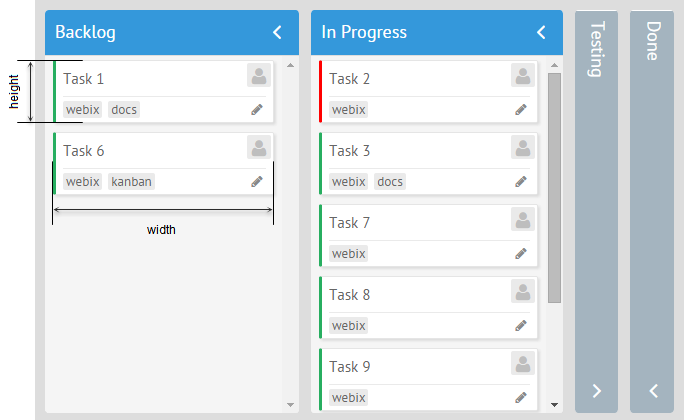 Backlog
In Progress
Testing
Done
height
Task 1
webix docs
Task 6
webix kanban
width
Task 2
webix
Task 3
webix docs
Task 7
webix
Task 8
webix
Task 9
webix